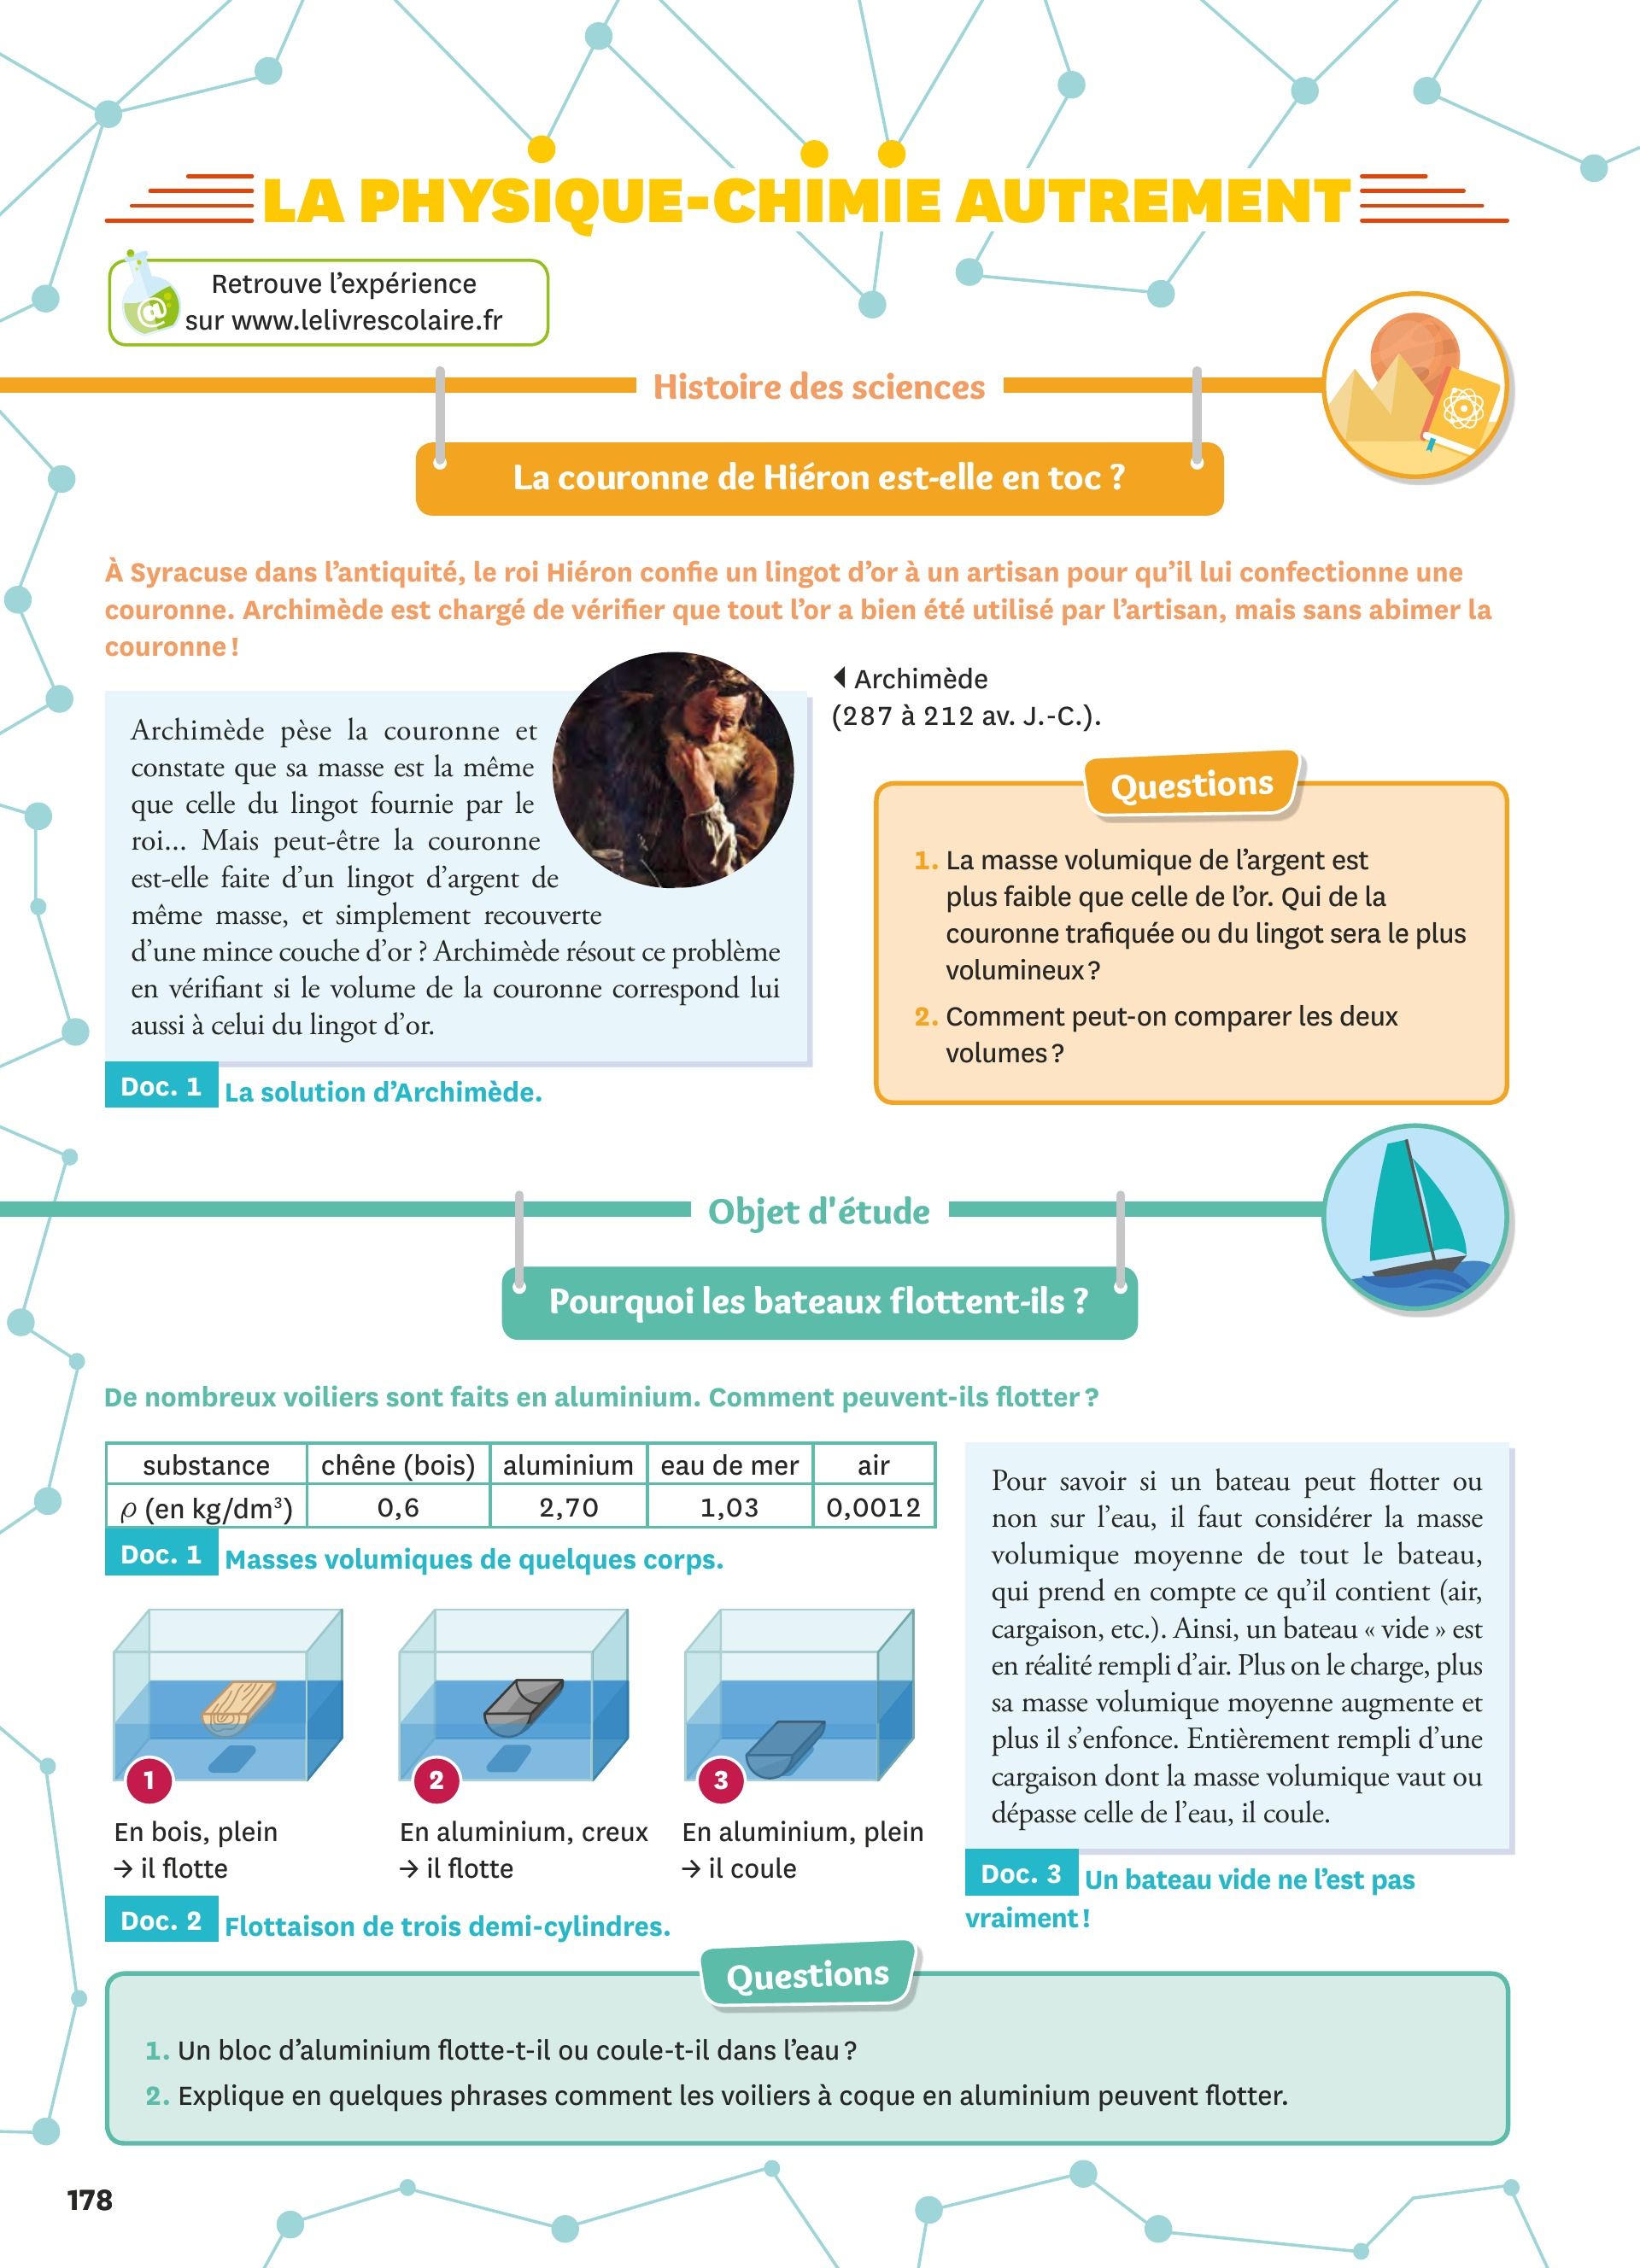 LA PHYSIQUE-CHIMIE AUTREMENT
Retrouve l’expérience
sur www.lelivrescolaire.fr
Histoire des sciences
La couronne de Hiéron est-elle en toc ?
À Syracuse dans l’antiquité, le roi Hiéron confie un lingot d’or à un artisan pour qu’il lui confectionne une
couronne. Archimède est chargé de vérifier que tout l’or a bien été utilisé par l’artisan, mais sans abimer la
couronne !
Archimède pèse la couronne et
constate que sa masse est la même
que celle du lingot fournie par le
roi... Mais peut-être la couronne
est-elle faite d’un lingot d’argent de
même masse, et simplement recouverte
d’une mince couche d’or ? Archimède résout ce problème
en vérifiant si le volume de la couronne correspond lui
aussi à celui du lingot d’or.
Doc. 1 La solution d’Archimède.
◀ Archimède
(287 à 212 av. J.-C.).
Questions
1. La masse volumique de l’argent est
plus faible que celle de l’or. Qui de la
couronne trafiquée ou du lingot sera le plus
volumineux ?
2. Comment peut-on comparer les deux
volumes ?
Objet d'étude
Pourquoi les bateaux flottent-ils ?
De nombreux voiliers sont faits en aluminium. Comment peuvent-ils flotter ?
substance chêne (bois) aluminium eau de mer air
ρ (en kg/dm³) 0,6 2,70 1,03 0,0012
Doc. 1 Masses volumiques de quelques corps.
1
En bois, plein
→ il flotte
2
En aluminium, creux
→ il flotte
3
En aluminium, plein
→ il coule
Doc. 2 Flottaison de trois demi-cylindres.
Pour savoir si un bateau peut flotter ou
non sur l’eau, il faut considérer la masse
volumique moyenne de tout le bateau,
qui prend en compte ce qu’il contient (air,
cargaison, etc.). Ainsi, un bateau « vide » est
en réalité rempli d’air. Plus on le charge, plus
sa masse volumique moyenne augmente et
plus il s’enfonce. Entièrement rempli d’une
cargaison dont la masse volumique vaut ou
dépasse celle de l’eau, il coule.
Doc. 3 Un bateau vide ne l’est pas
vraiment !
Questions
1. Un bloc d’aluminium flotte-t-il ou coule-t-il dans l’eau ?
2. Explique en quelques phrases comment les voiliers à coque en aluminium peuvent flotter.
178